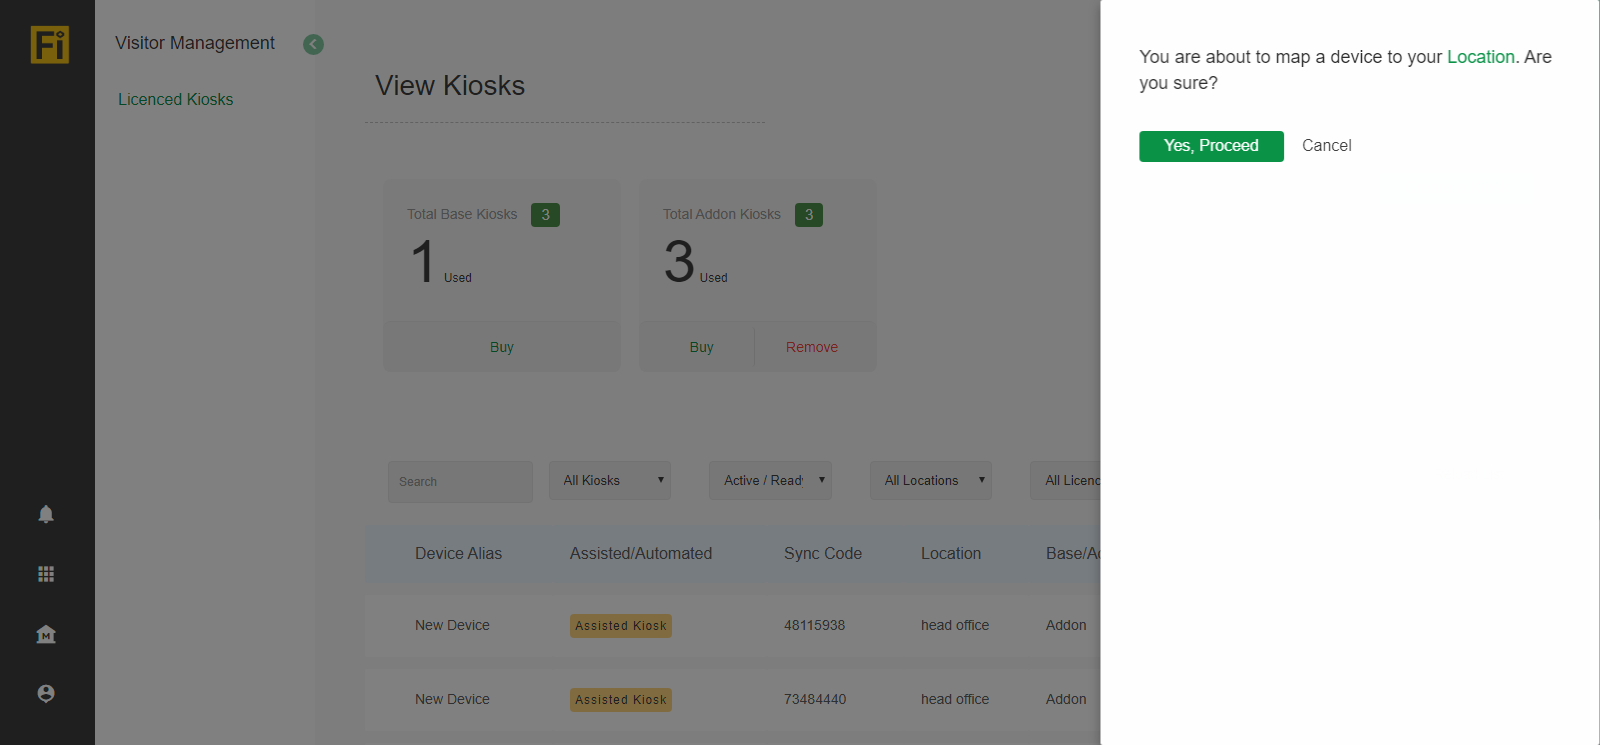 Fi
Visitor Management
Licenced Kiosks
View Kiosks
Total Base Kiosks 3
1 Used
Buy
Total Addon Kiosks 3
3 Used
Buy Remove
Search All Kiosks Active / Ready All Locations All Licenc
Device Alias Assisted/Automated Sync Code Location Base/Ad
New Device Assisted Kiosk 48115938 head office Addon
New Device Assisted Kiosk 73484440 head office Addon
You are about to map a device to your Location. Are
you sure?
Yes, Proceed Cancel
M